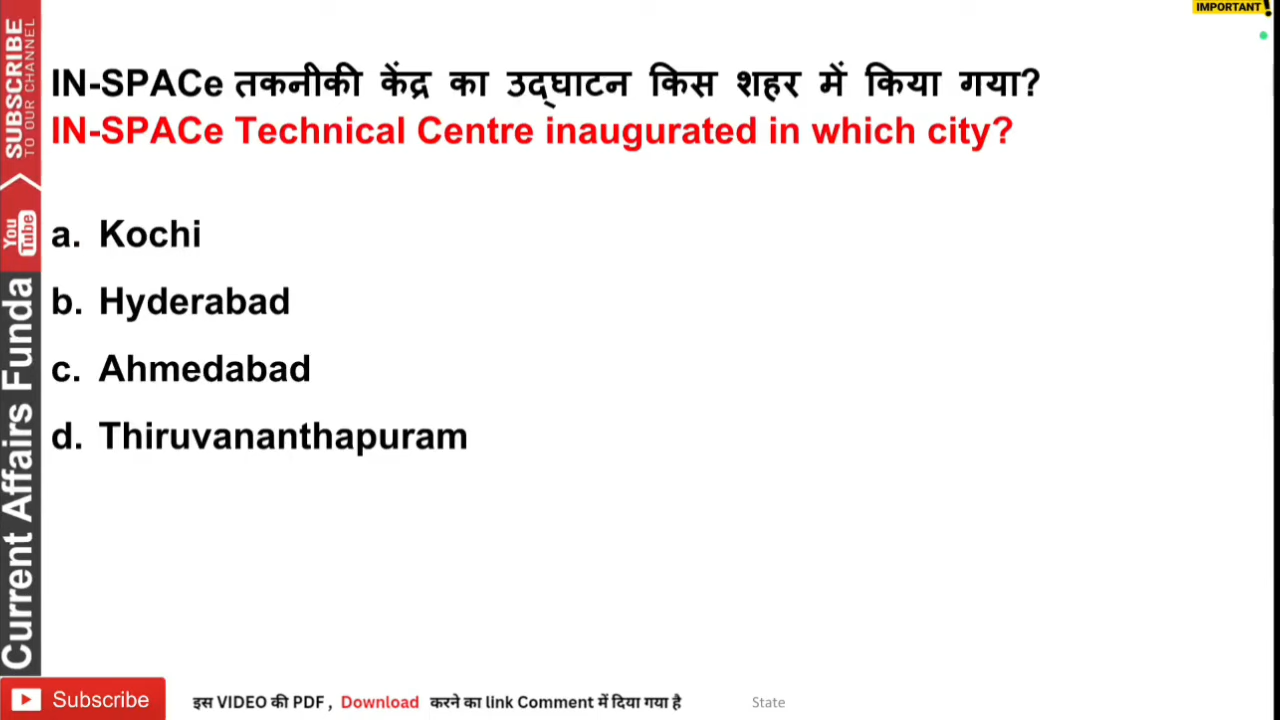 IMPORTANT!
IN-SPACe तकनीकी केंद्र का उद्घाटन किस शहर में किया गया?
IN-SPACe Technical Centre inaugurated in which city?
a. Kochi
b. Hyderabad
c. Ahmedabad
d. Thiruvananthapuram
SUBSCRIBE
TO OUR CHANNEL
You Tube
Current Affairs Funda
Subscribe
इस VIDEO की PDF , Download करने का link Comment में दिया गया है
State